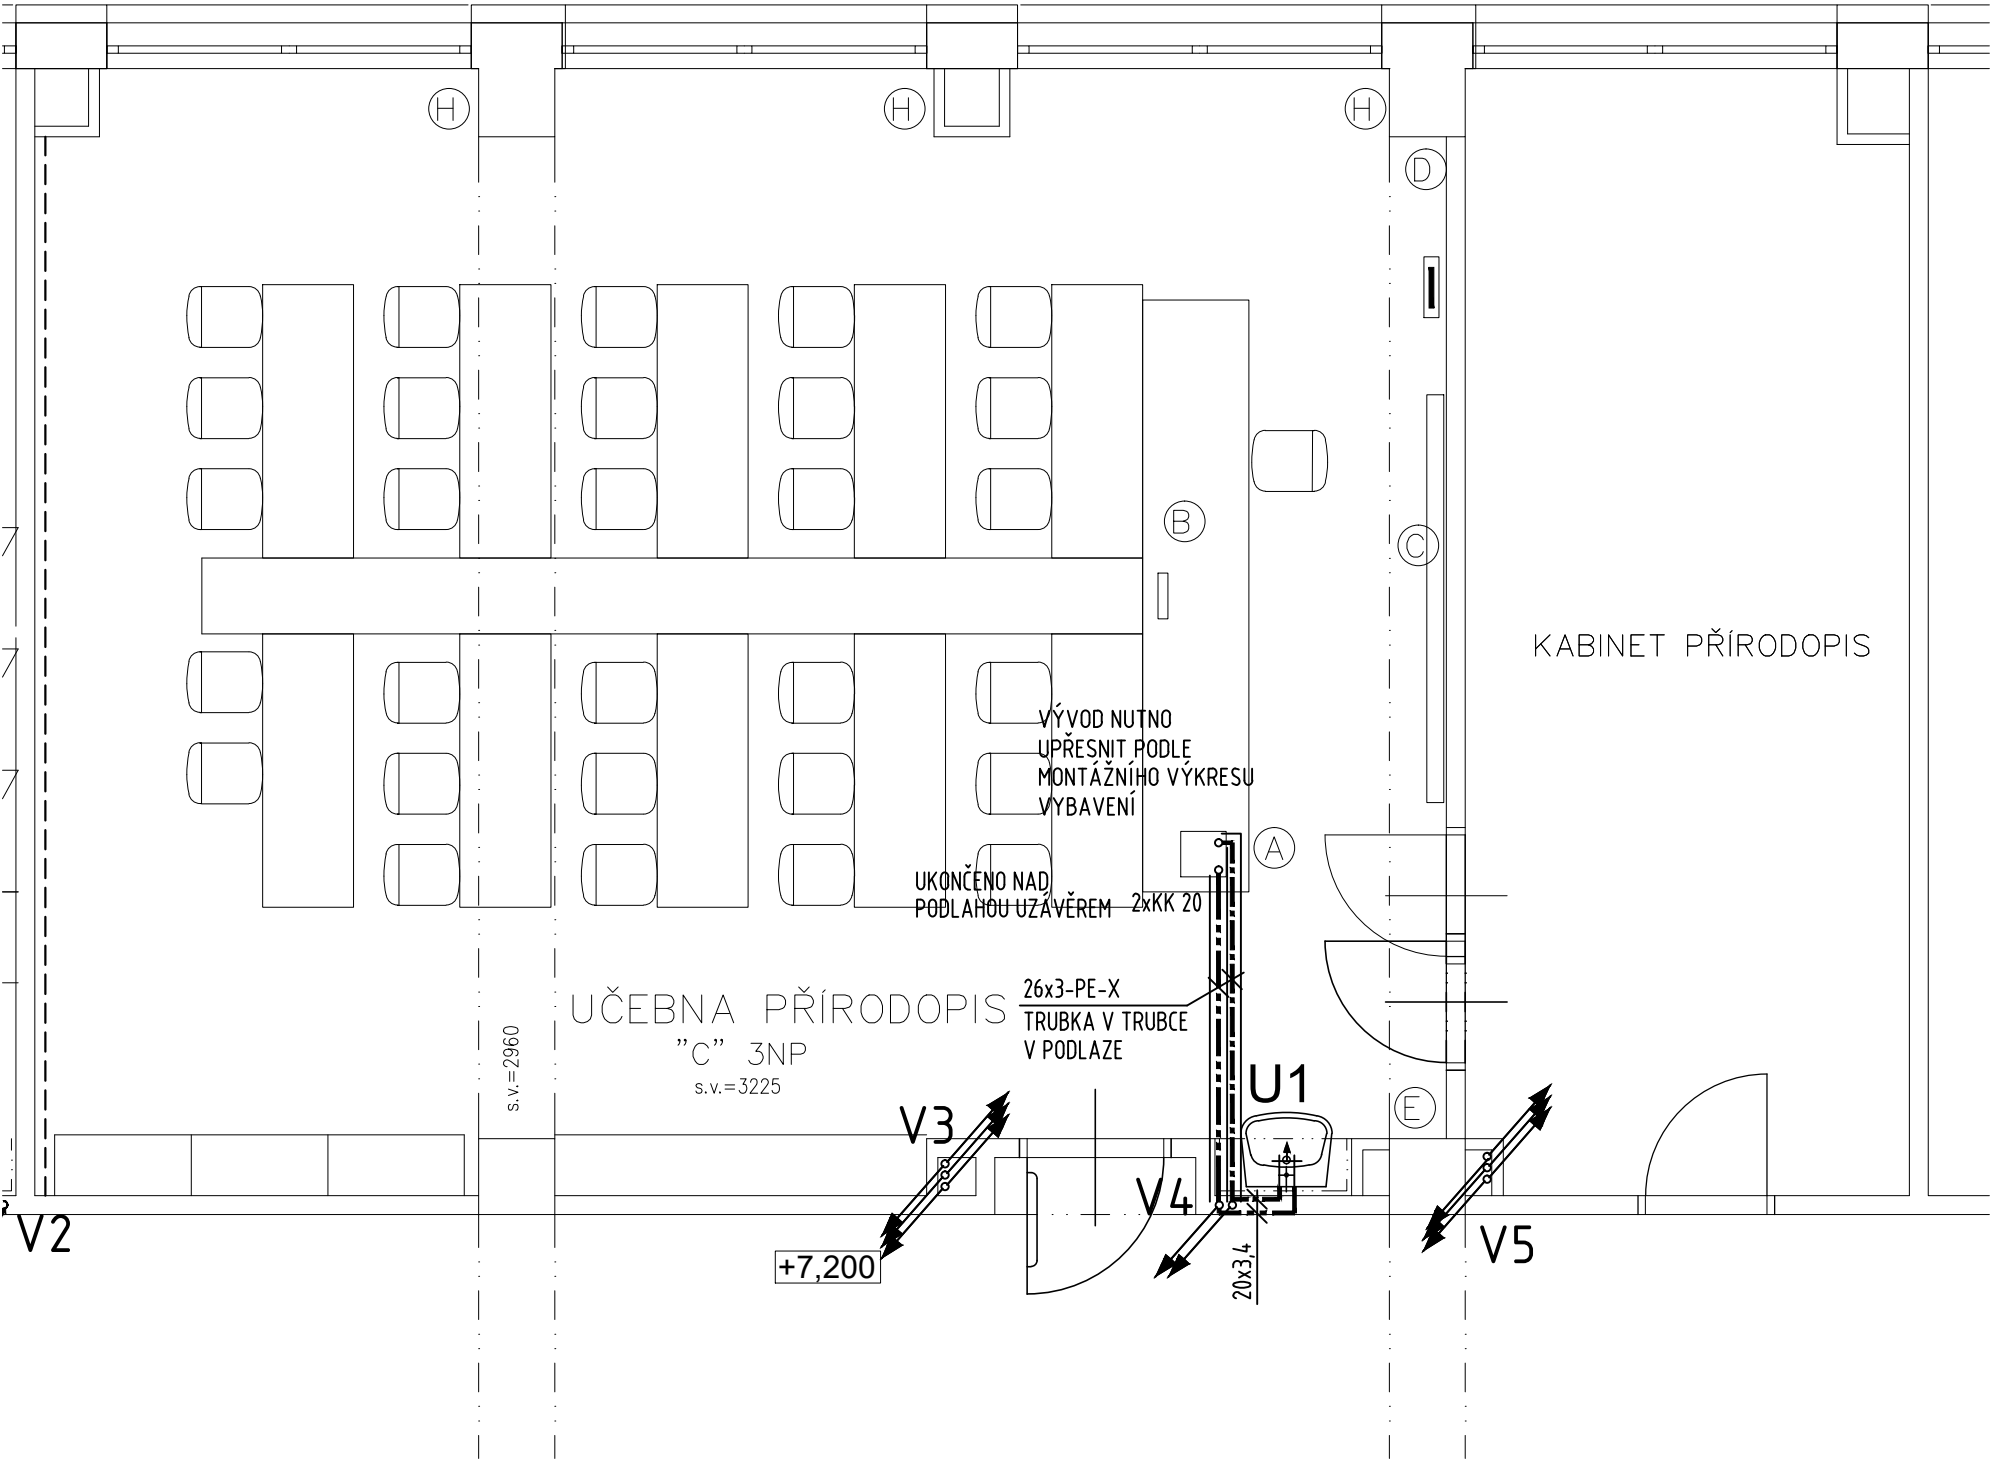 H
H
H
D
B
C
KABINET PŘÍRODOPIS
VÝVOD NUTNO
UPŘESNIT PODLE
MONTÁŽNÍHO VÝKRESU
VYBAVENÍ
A
UKONČENO NAD
PODLAHOU UZÁVĚREM
2xKK 20
26x3-PE-X
TRUBKA V TRUBCE
V PODLAZE
UČEBNA PŘÍRODOPIS
"C" 3NP
s.v.=3225
s.v.=2960
U1
E
V3
V4
V2
V5
+7,200
20x3,4